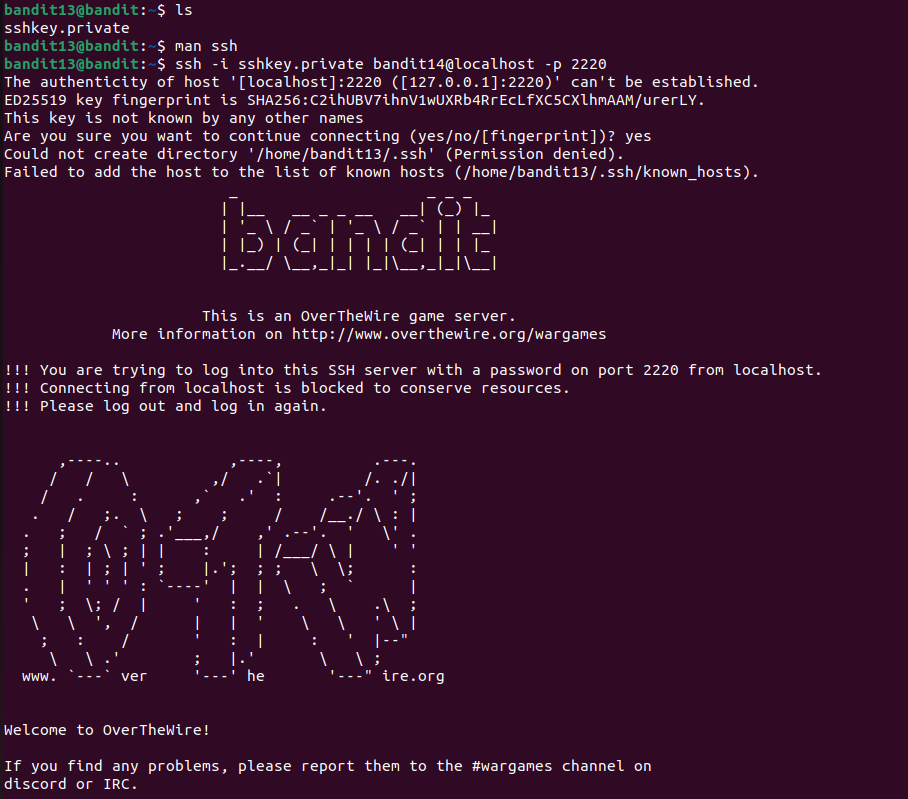 bandit13@bandit:~$ ls
sshkey.private
bandit13@bandit:~$ man ssh
bandit13@bandit:~$ ssh -i sshkey.private bandit14@localhost -p 2220
The authenticity of host '[localhost]:2220 ([127.0.0.1]:2220)' can't be established.
ED25519 key fingerprint is SHA256:C2ihUBV7ihnV1wUXRb4RrEcLfXC5CXlhmAAM/urerLY.
This key is not known by any other names
Are you sure you want to continue connecting (yes/no/[fingerprint])? yes
Could not create directory '/home/bandit13/.ssh' (Permission denied).
Failed to add the host to the list of known hosts (/home/bandit13/.ssh/known_hosts).
bandit
This is an OverTheWire game server.
More information on http://www.overthewire.org/wargames
!!! You are trying to log into this SSH server with a password on port 2220 from localhost.
!!! Connecting from localhost is blocked to conserve resources.
!!! Please log out and log in again.
www. ver he ire.org
Welcome to OverTheWire!
If you find any problems, please report them to the #wargames channel on
discord or IRC.